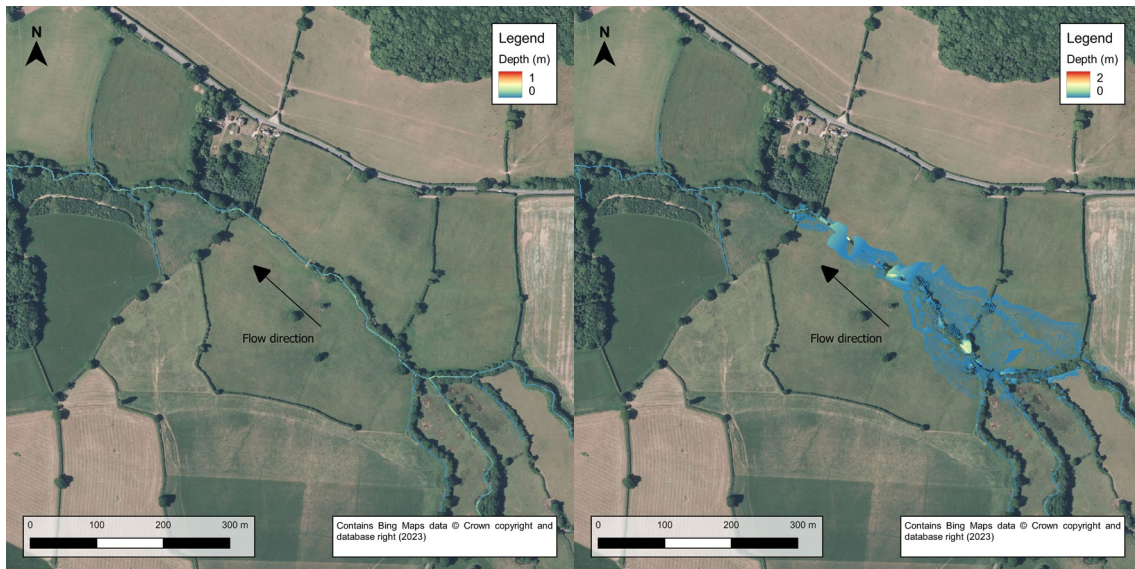 N
Legend
Depth (m)
1
0
Flow direction
0 100 200 300 m
Contains Bing Maps data © Crown copyright and
database right (2023)
N
Legend
Depth (m)
2
0
Flow direction
0 100 200 300 m
Contains Bing Maps data © Crown copyright and
database right (2023)